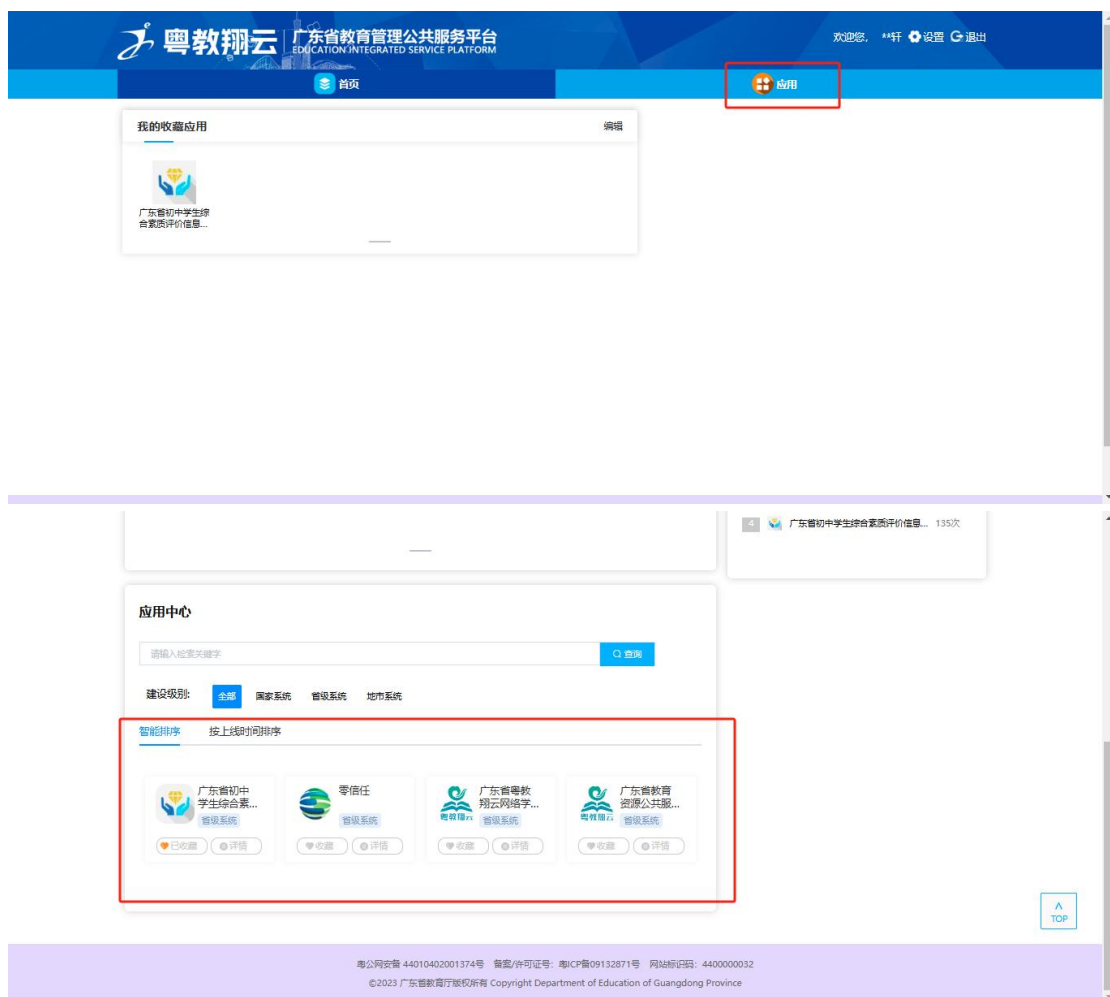 粤教翔云 广东省教育管理公共服务平台
EDUCATION INTEGRATED SERVICE PLATFORM
欢迎您, **轩 设置 退出
首页 应用
我的收藏应用 编辑
广东省初中学生综
合素质评价信息...
4 广东省初中学生综合素质评价信息... 135次
应用中心
请输入检索关键字 查询
建设级别: 全部 国家系统 省级系统 地市系统
智能排序 按上线时间排序
广东省初中
学生综合素...
省级系统
已收藏 详情
零信任
省级系统
收藏 详情
粤教翔云
广东省粤教
翔云网络学...
省级系统
收藏 详情
粤教翔云
广东省教育
资源公共服...
省级系统
收藏 详情
TOP
粤公网安备 44010402001374号 备案/许可证号: 粤ICP备09132871号 网站标识码: 4400000032
©2023 广东省教育厅版权所有 Copyright Department of Education of Guangdong Province